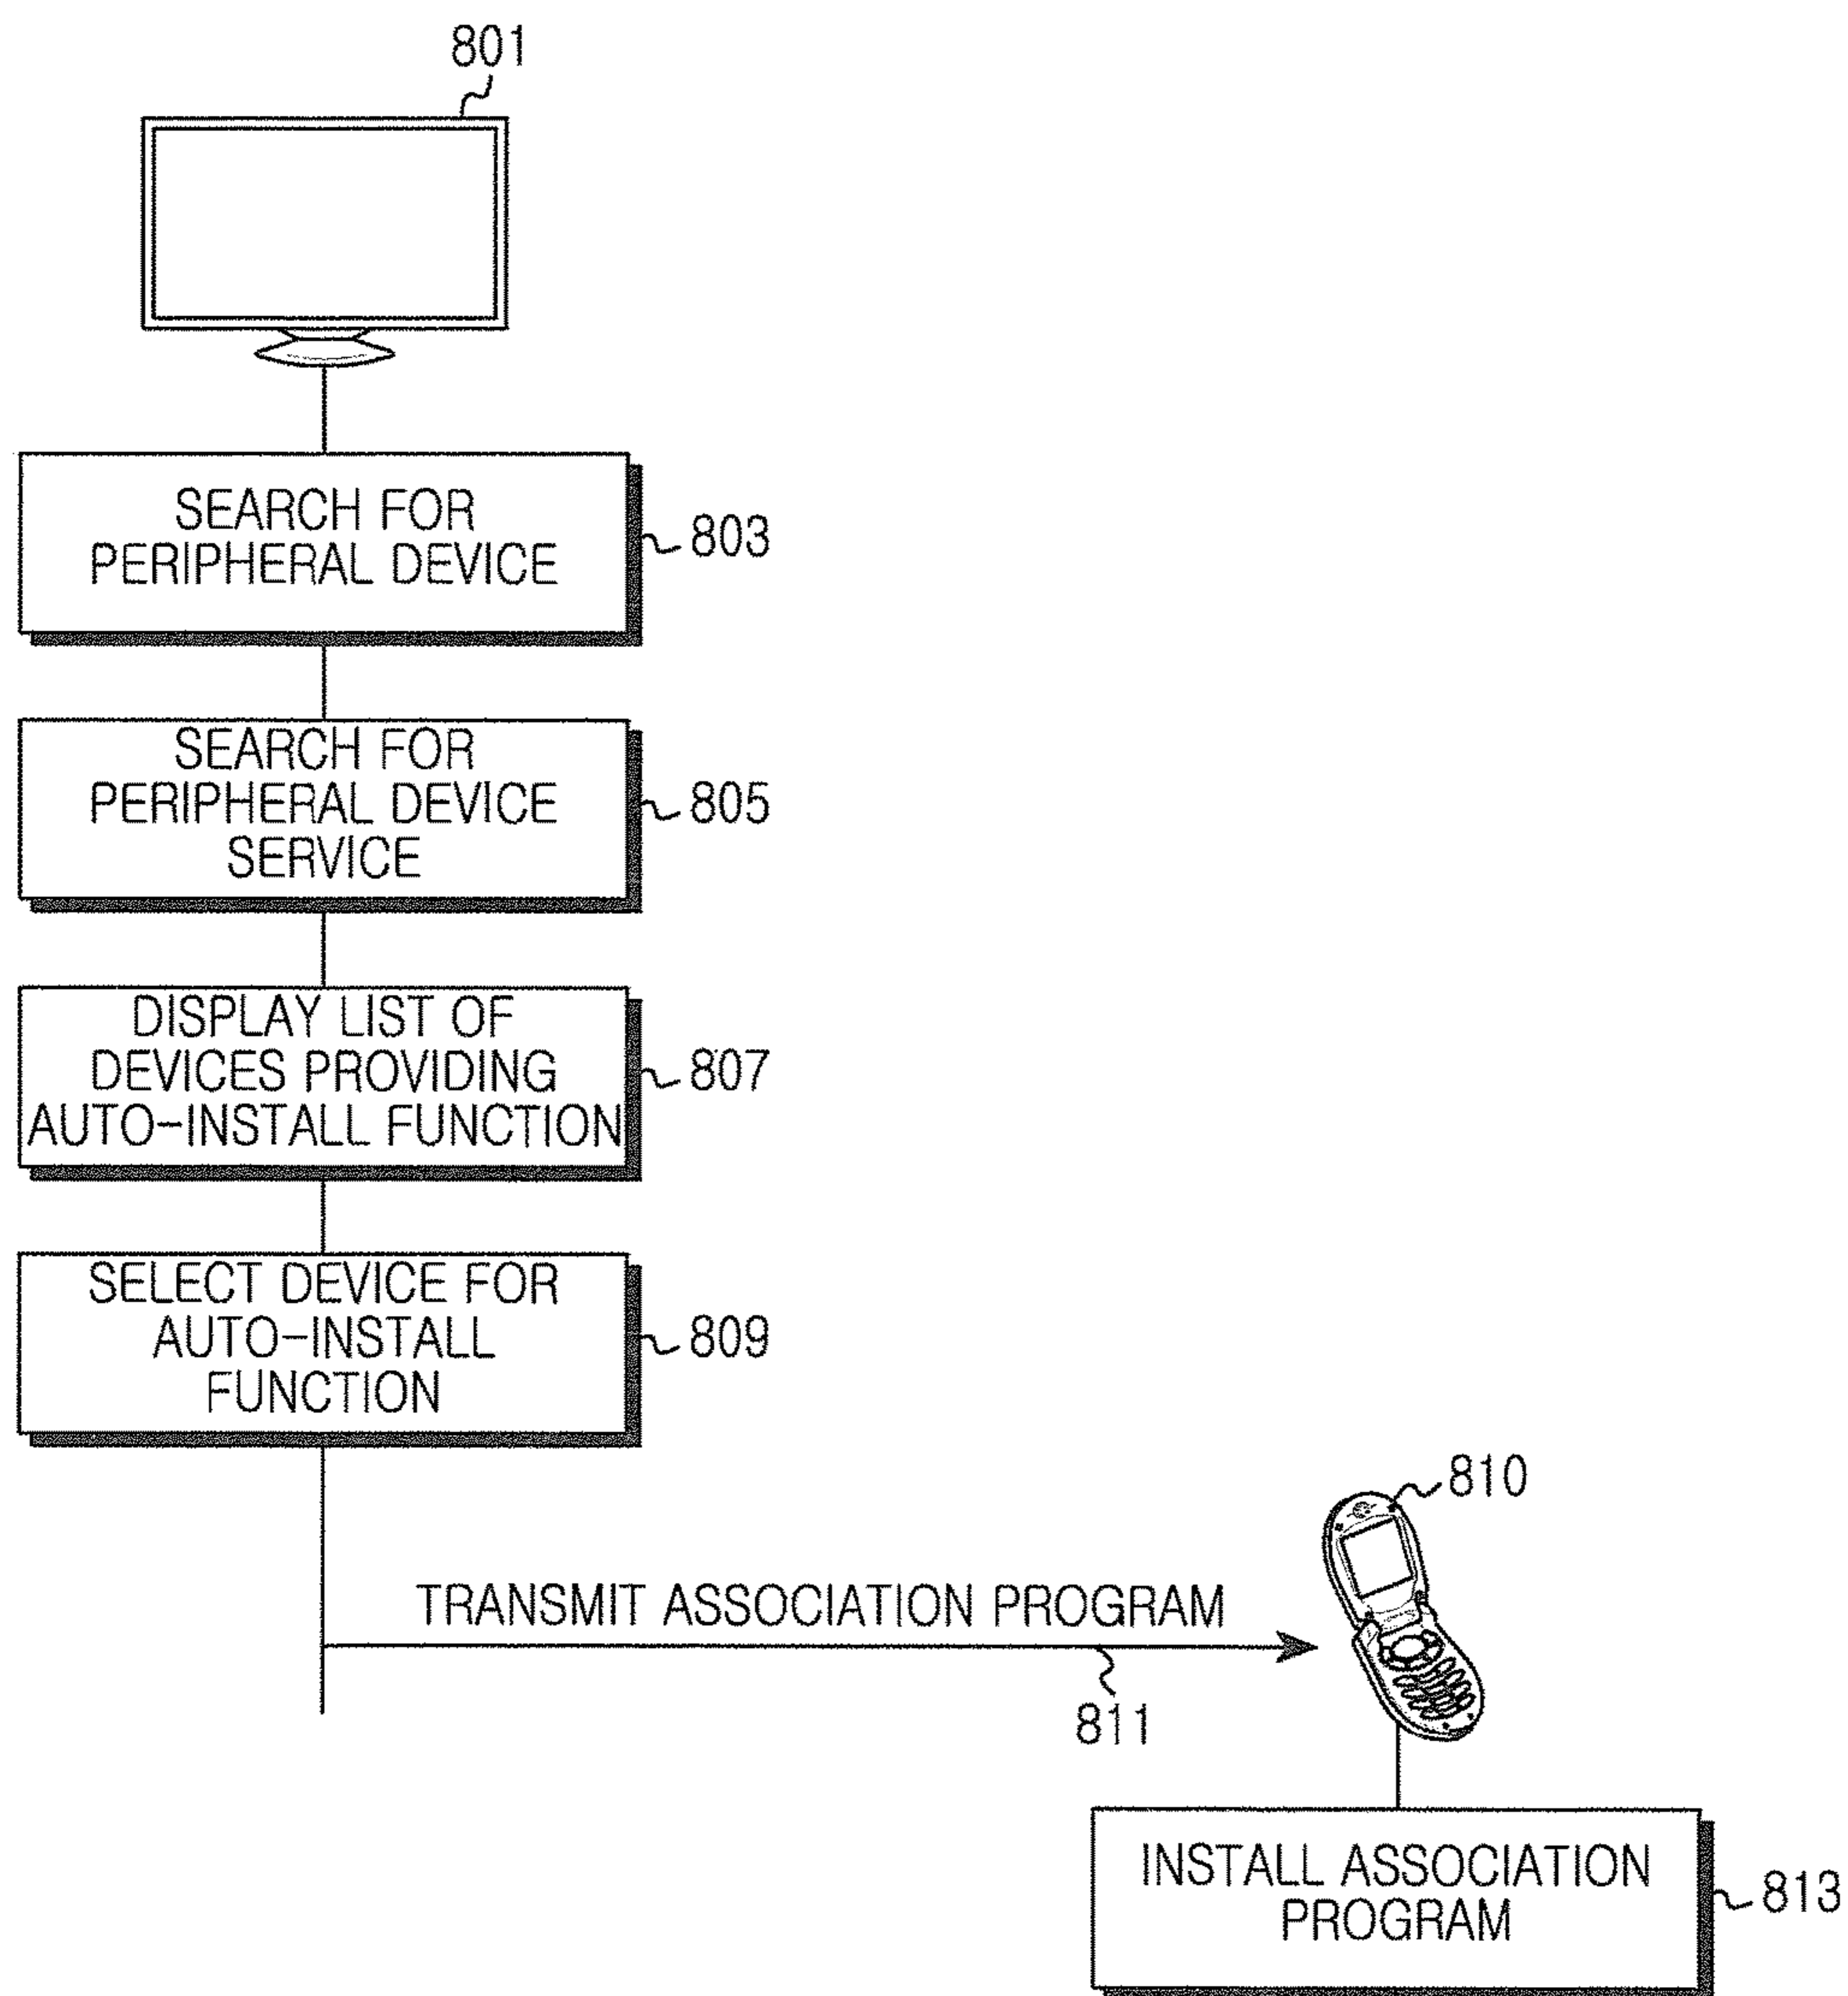 801
SEARCH FOR
PERIPHERAL DEVICE
803
SEARCH FOR
PERIPHERAL DEVICE
SERVICE
805
DISPLAY LIST OF
DEVICES PROVIDING
AUTO-INSTALL FUNCTION
807
SELECT DEVICE FOR
AUTO-INSTALL
FUNCTION
809
810
TRANSMIT ASSOCIATION PROGRAM
811
INSTALL ASSOCIATION
PROGRAM
813